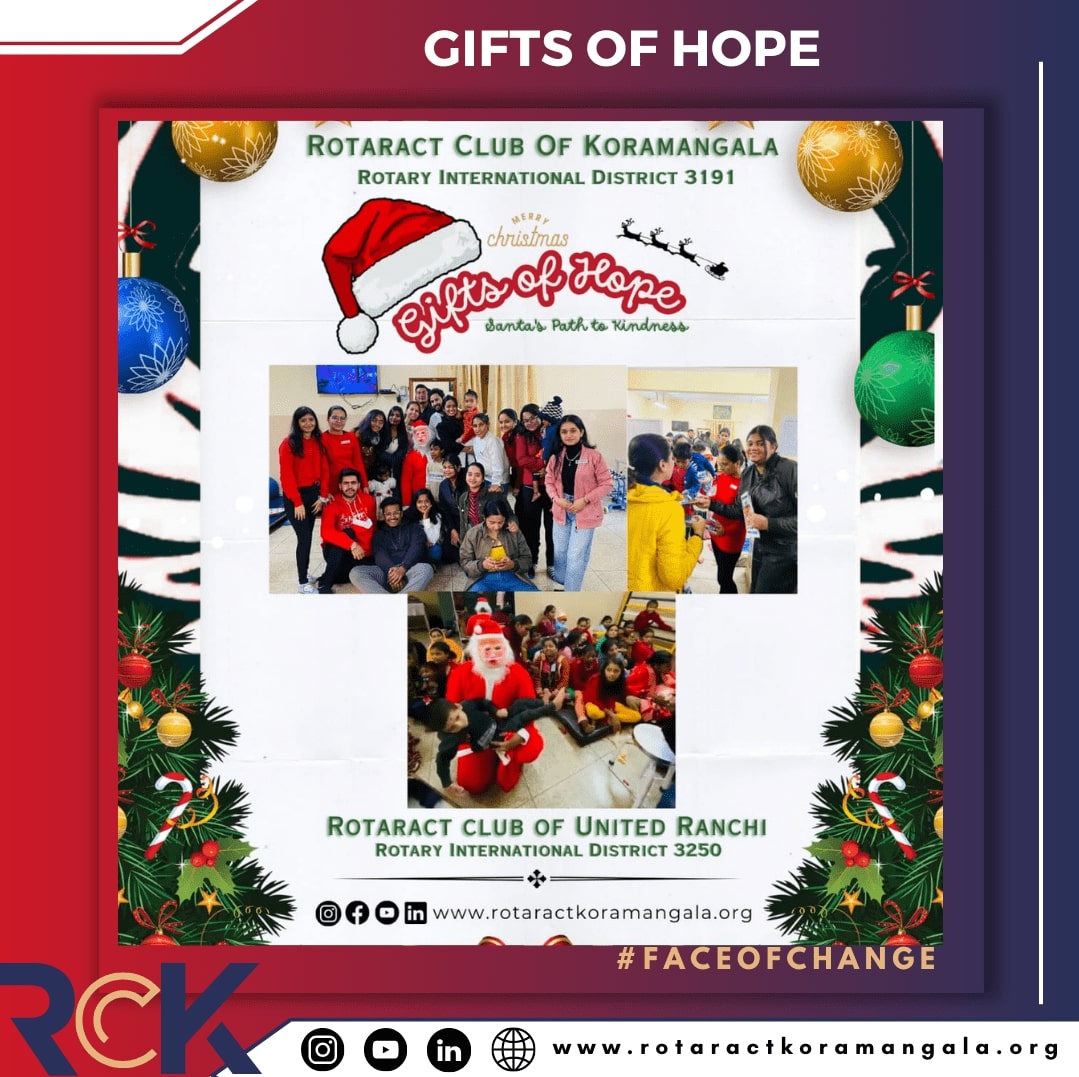 GIFTS OF HOPE
ROTARACT CLUB OF KORAMANGALA
ROTARY INTERNATIONAL DISTRICT 3191
MERRY
christmas
Gifts of Hope
Santa's Path to Kindness
ROTARACT CLUB OF UNITED RANCHI
ROTARY INTERNATIONAL DISTRICT 3250
www.rotaractkoramangala.org
#FACEOFCHANGE
RCK
www.rotaractkoramangala.org